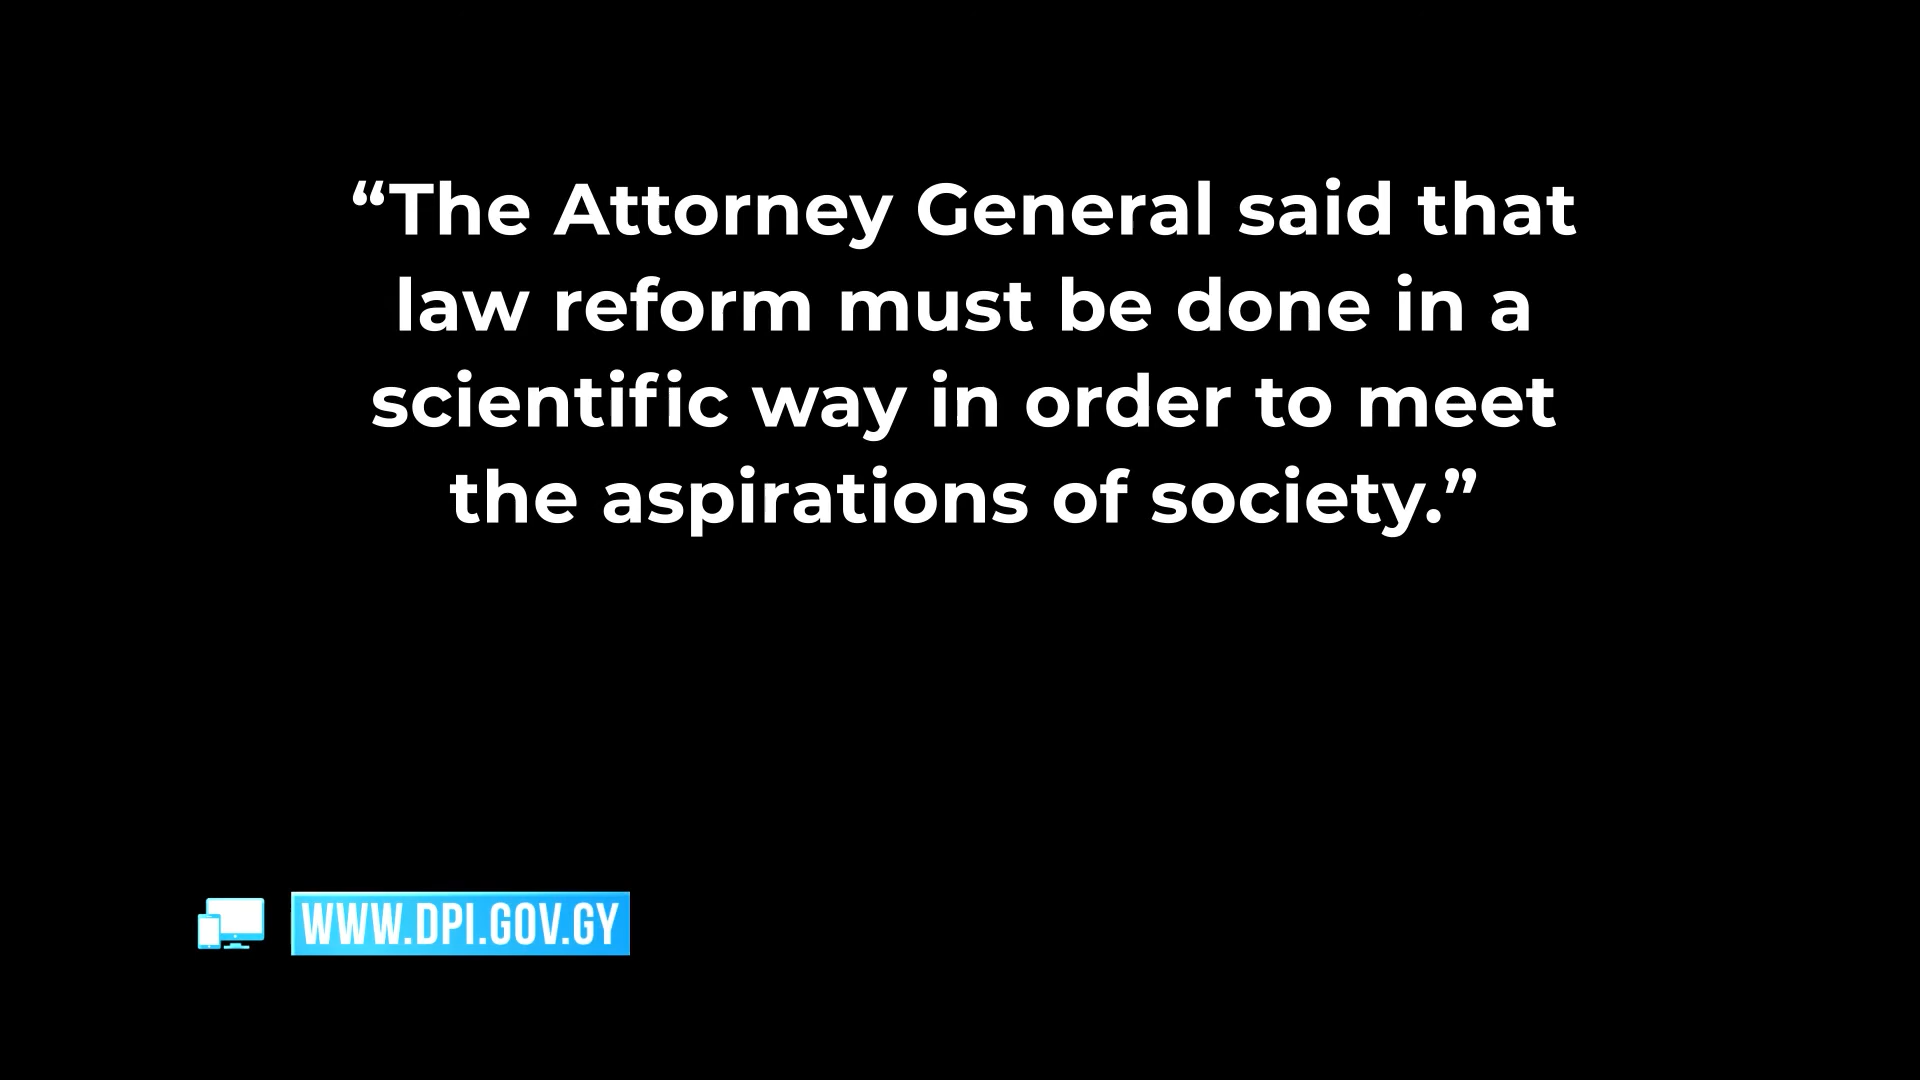 “The Attorney General said that
law reform must be done in a
scientific way in order to meet
the aspirations of society.”
WWW.DPI.GOV.GY